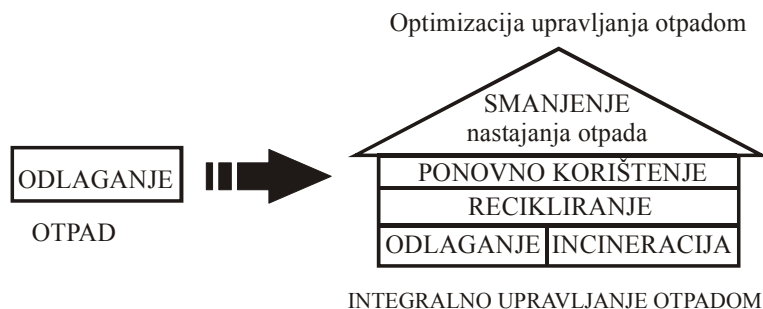 Optimizacija upravljanja otpadom
SMANJENJE
nastajanja otpada
ODLAGANJE
OTPAD
PONOVNO KORIŠTENJE
RECIKLIRANJE
ODLAGANJE INCINERACIJA
INTEGRALNO UPRAVLJANJE OTPADOM